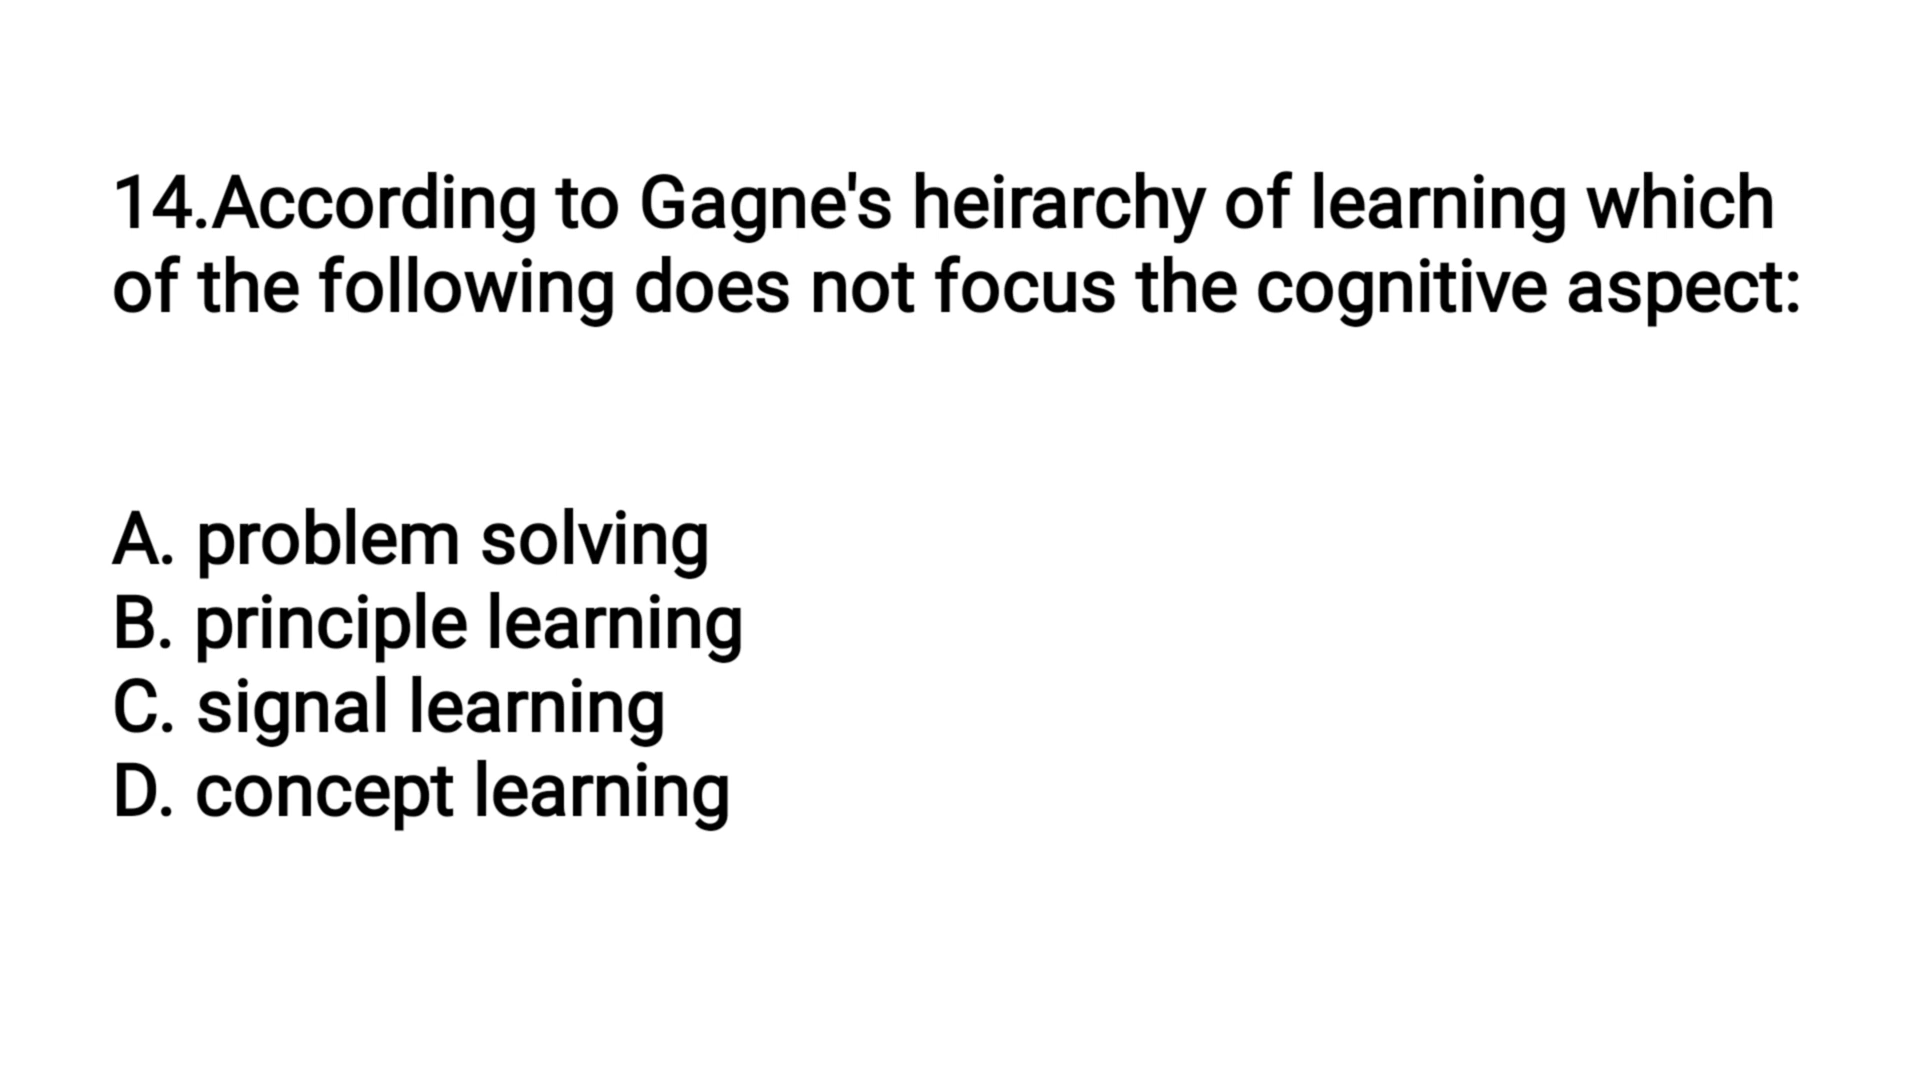 14.According to Gagne's heirarchy of learning which
of the following does not focus the cognitive aspect:
A. problem solving
B. principle learning
C. signal learning
D. concept learning